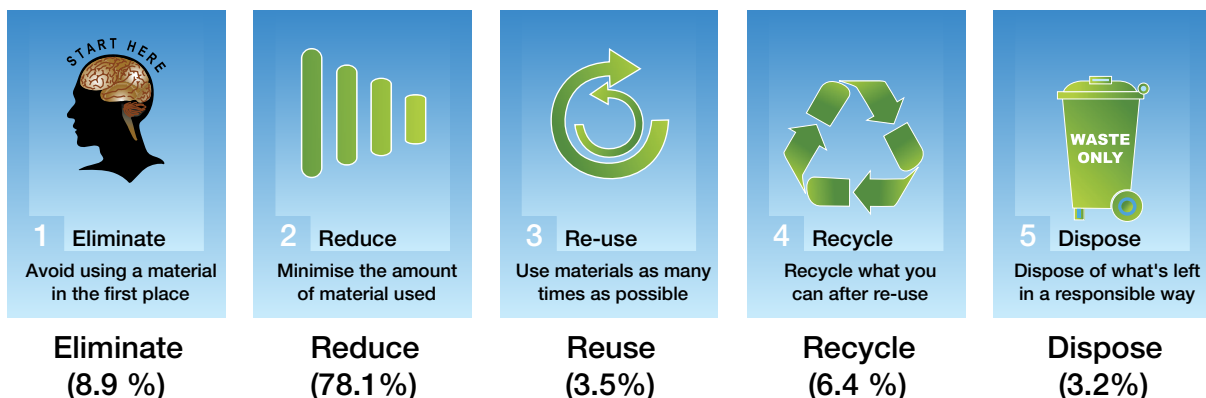 START HERE
1 Eliminate
Avoid using a material
in the first place
Eliminate
(8.9 %)
2 Reduce
Minimise the amount
of material used
Reduce
(78.1%)
3 Re-use
Use materials as many
times as possible
Reuse
(3.5%)
4 Recycle
Recycle what you
can after re-use
Recycle
(6.4 %)
WASTE
ONLY
5 Dispose
Dispose of what's left
in a responsible way
Dispose
(3.2%)